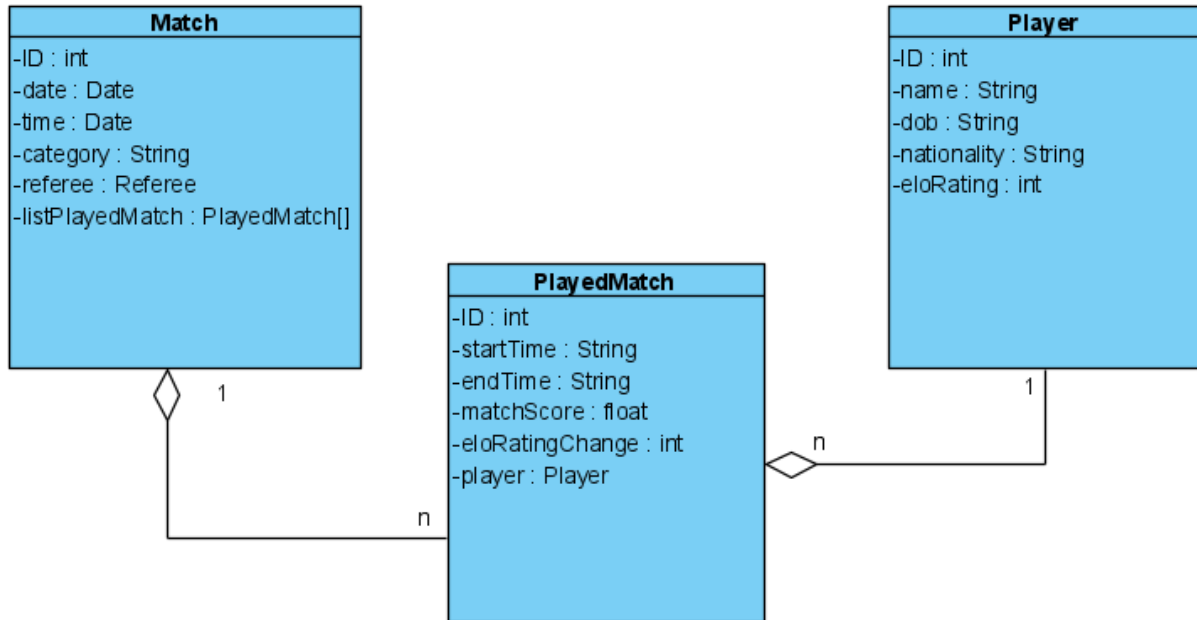 Match
-ID : int
-date : Date
-time : Date
-category : String
-referee : Referee
-listPlayedMatch : PlayedMatch[]
1
n
PlayedMatch
-ID : int
-startTime : String
-endTime : String
-matchScore : float
-eloRatingChange : int
-player : Player
n
1
Player
-ID : int
-name : String
-dob : String
-nationality : String
-eloRating : int